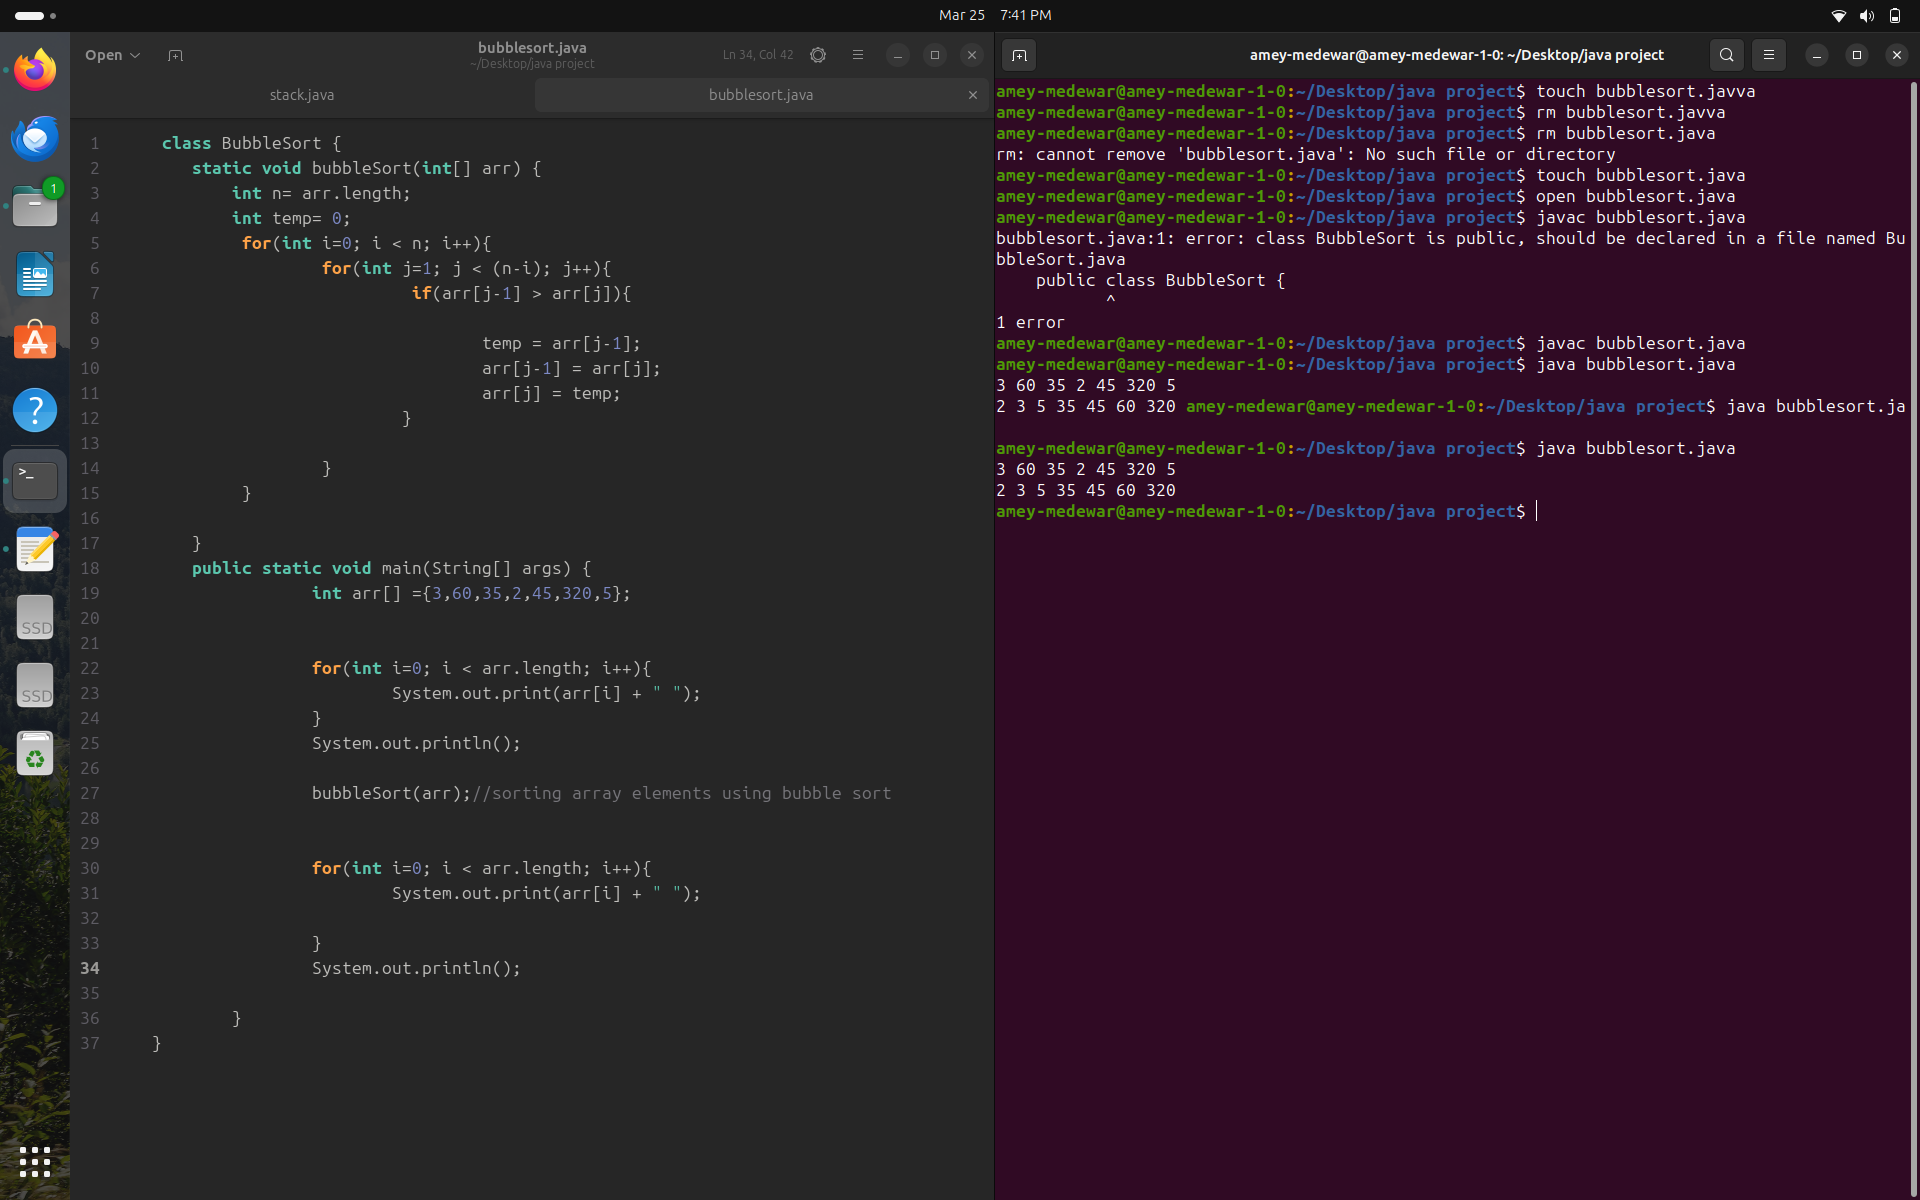 Mar 25 7:41 PM
Open
bubblesort.java
~/Desktop/java project
Ln 34, Col 42
stack.java
bubblesort.java
1 class BubbleSort {
2 static void bubbleSort(int[] arr) {
3 int n= arr.length;
4 int temp= 0;
5 for(int i=0; i < n; i++){
6 for(int j=1; j < (n-i); j++){
7 if(arr[j-1] > arr[j]){
8
9 temp = arr[j-1];
10 arr[j-1] = arr[j];
11 arr[j] = temp;
12 }
13
14 }
15 }
16
17 }
18 public static void main(String[] args) {
19 int arr[] ={3,60,35,2,45,320,5};
20
21
22 for(int i=0; i < arr.length; i++){
23 System.out.print(arr[i] + " ");
24 }
25 System.out.println();
26
27 bubbleSort(arr);//sorting array elements using bubble sort
28
29
30 for(int i=0; i < arr.length; i++){
31 System.out.print(arr[i] + " ");
32
33 }
34 System.out.println();
35
36 }
37 }
amey-medewar@amey-medewar-1-0: ~/Desktop/java project
amey-medewar@amey-medewar-1-0:~/Desktop/java project$ touch bubblesort.javva
amey-medewar@amey-medewar-1-0:~/Desktop/java project$ rm bubblesort.javva
amey-medewar@amey-medewar-1-0:~/Desktop/java project$ rm bubblesort.java
rm: cannot remove 'bubblesort.java': No such file or directory
amey-medewar@amey-medewar-1-0:~/Desktop/java project$ touch bubblesort.java
amey-medewar@amey-medewar-1-0:~/Desktop/java project$ open bubblesort.java
amey-medewar@amey-medewar-1-0:~/Desktop/java project$ javac bubblesort.java
bubblesort.java:1: error: class BubbleSort is public, should be declared in a file named Bu
bbleSort.java
public class BubbleSort {
^
1 error
amey-medewar@amey-medewar-1-0:~/Desktop/java project$ javac bubblesort.java
amey-medewar@amey-medewar-1-0:~/Desktop/java project$ java bubblesort.java
3 60 35 2 45 320 5
2 3 5 35 45 60 320 amey-medewar@amey-medewar-1-0:~/Desktop/java project$ java bubblesort.ja
amey-medewar@amey-medewar-1-0:~/Desktop/java project$ java bubblesort.java
3 60 35 2 45 320 5
2 3 5 35 45 60 320
amey-medewar@amey-medewar-1-0:~/Desktop/java project$
1
?
>_
SSD
SSD